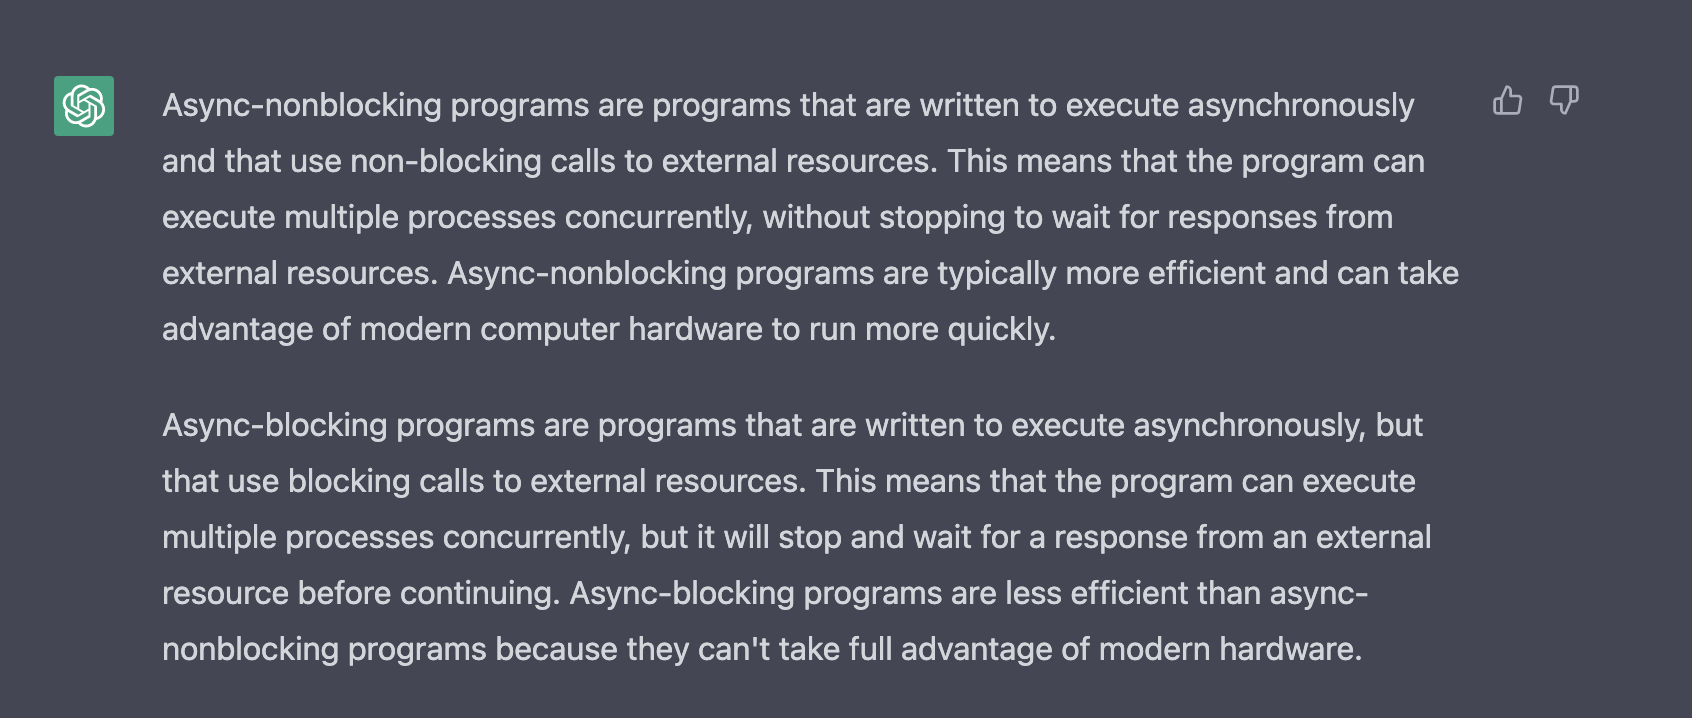 Async-nonblocking programs are programs that are written to execute asynchronously
and that use non-blocking calls to external resources. This means that the program can
execute multiple processes concurrently, without stopping to wait for responses from
external resources. Async-nonblocking programs are typically more efficient and can take
advantage of modern computer hardware to run more quickly.
Async-blocking programs are programs that are written to execute asynchronously, but
that use blocking calls to external resources. This means that the program can execute
multiple processes concurrently, but it will stop and wait for a response from an external
resource before continuing. Async-blocking programs are less efficient than async-
nonblocking programs because they can't take full advantage of modern hardware.